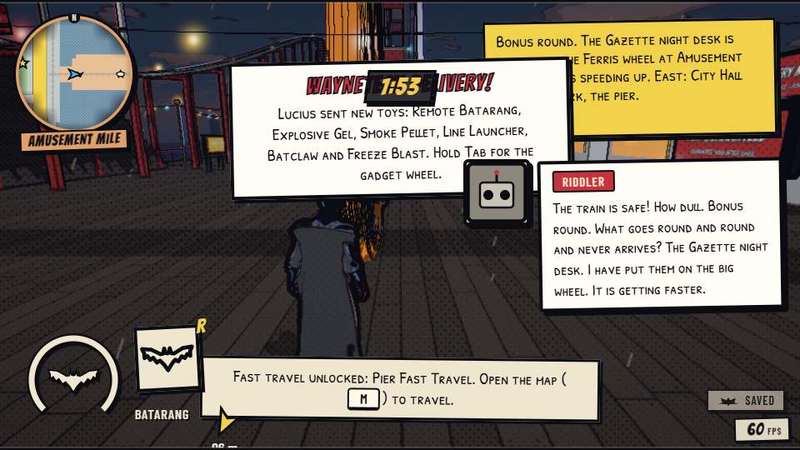 N
AMUSEMENT MILE
BONUS ROUND. THE GAZETTE NIGHT DESK IS
THE FERRIS WHEEL AT AMUSEMENT
SPEEDING UP. EAST: CITY HALL
THE PIER.
WAYNE
DELIVERY!
1:53
LUCIUS SENT NEW TOYS: REMOTE BATARANG,
EXPLOSIVE GEL, SMOKE PELLET, LINE LAUNCHER,
BATCLAW AND FREEZE BLAST. HOLD TAB FOR THE
GADGET WHEEL.
RIDDLER
THE TRAIN IS SAFE! HOW DULL. BONUS
ROUND. WHAT GOES ROUND AND ROUND
AND NEVER ARRIVES? THE GAZETTE NIGHT
DESK. I HAVE PUT THEM ON THE BIG
WHEEL. IT IS GETTING FASTER.
R
BATARANG
FAST TRAVEL UNLOCKED: PIER FAST TRAVEL. OPEN THE MAP (
M ) TO TRAVEL.
SAVED
60 FPS